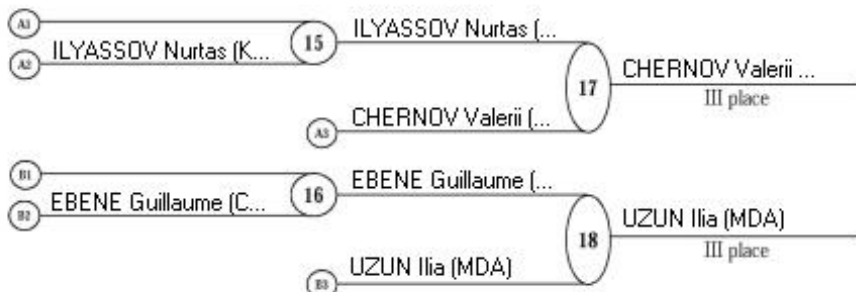 A1
ILYASSOV Nurtas (...
15
A2
ILYASSOV Nurtas (K...
17
CHERNOV Valerii ...
III place
CHERNOV Valerii (...
A3
B1
EBENE Guillaume (...
16
B2
EBENE Guillaume (C...
18
UZUN Ilia (MDA)
III place
UZUN Ilia (MDA)
B3